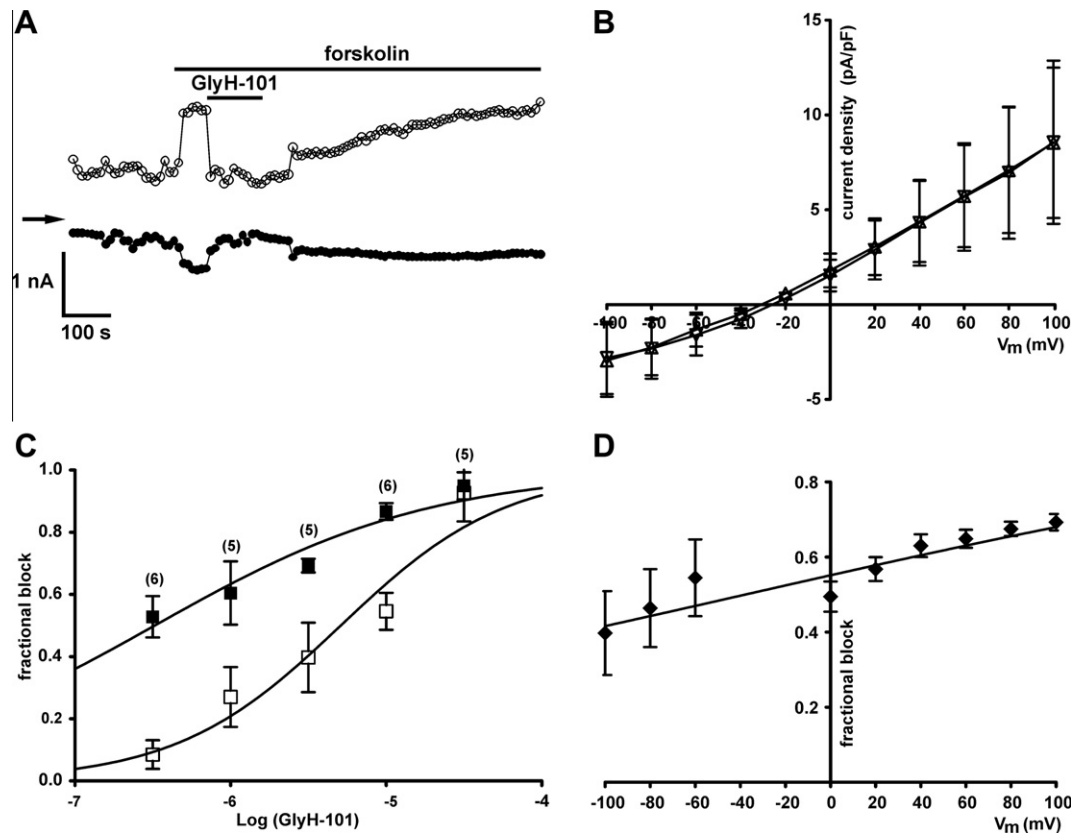 A
forskolin
GlyH-101
1 nA
100 s
B
15
10
5
-5
current density (pA/pF)
-100 -80 -60 -40 -20 20 40 60 80 100
Vm (mV)
C
1.0
0.8
0.6
0.4
0.2
0.0
fractional block
(6) (5) (5) (6) (5)
-7 -6 -5 -4
Log (GlyH-101)
D
0.8
0.6
0.4
0.2
fractional block
-100 -80 -60 -40 -20 0 20 40 60 80 100
Vm (mV)